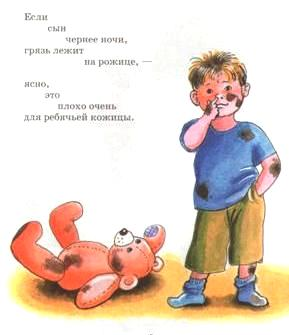 Если
сын
чернее ночи,
грязь лежит
на рожице, —
ясно,
это
плохо очень
для ребячьей кожицы.